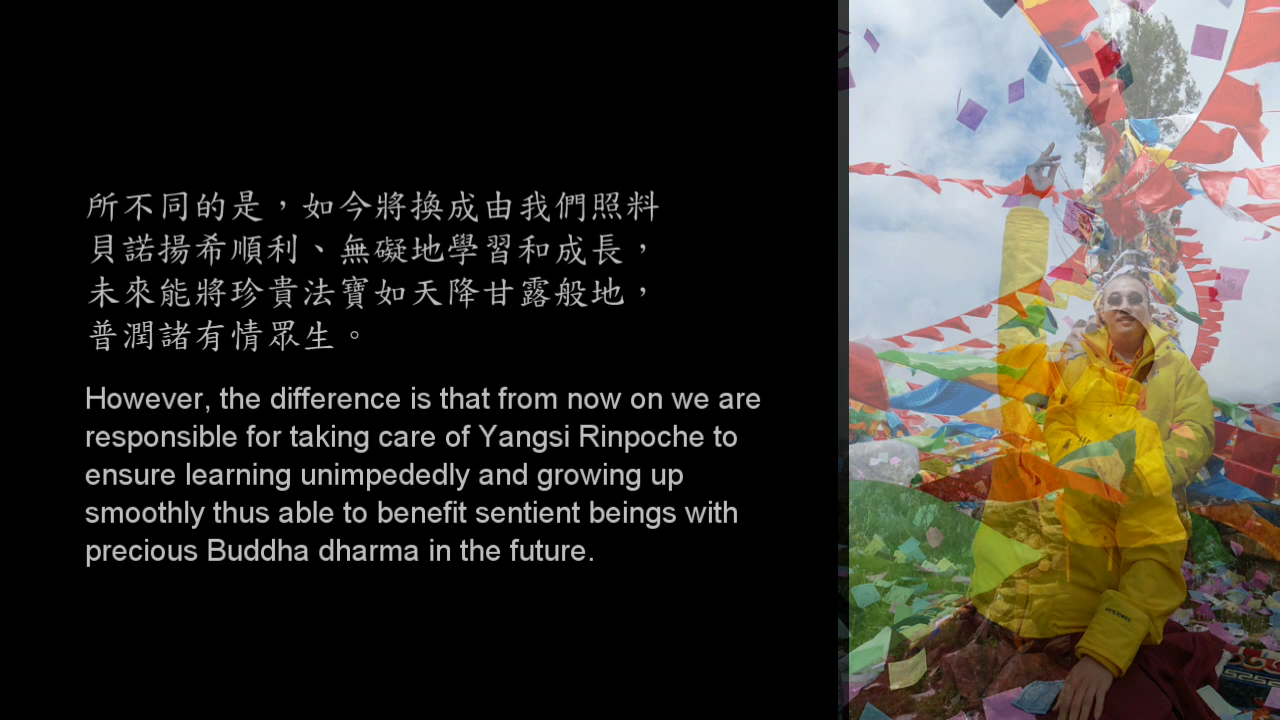 所不同的是，如今將換成由我們照料
貝諾揚希順利、無礙地學習和成長，
未來能將珍貴法寶如天降甘露般地，
普潤諸有情眾生。
However, the difference is that from now on we are
responsible for taking care of Yangsi Rinpoche to
ensure learning unimpededly and growing up
smoothly thus able to benefit sentient beings with
precious Buddha dharma in the future.